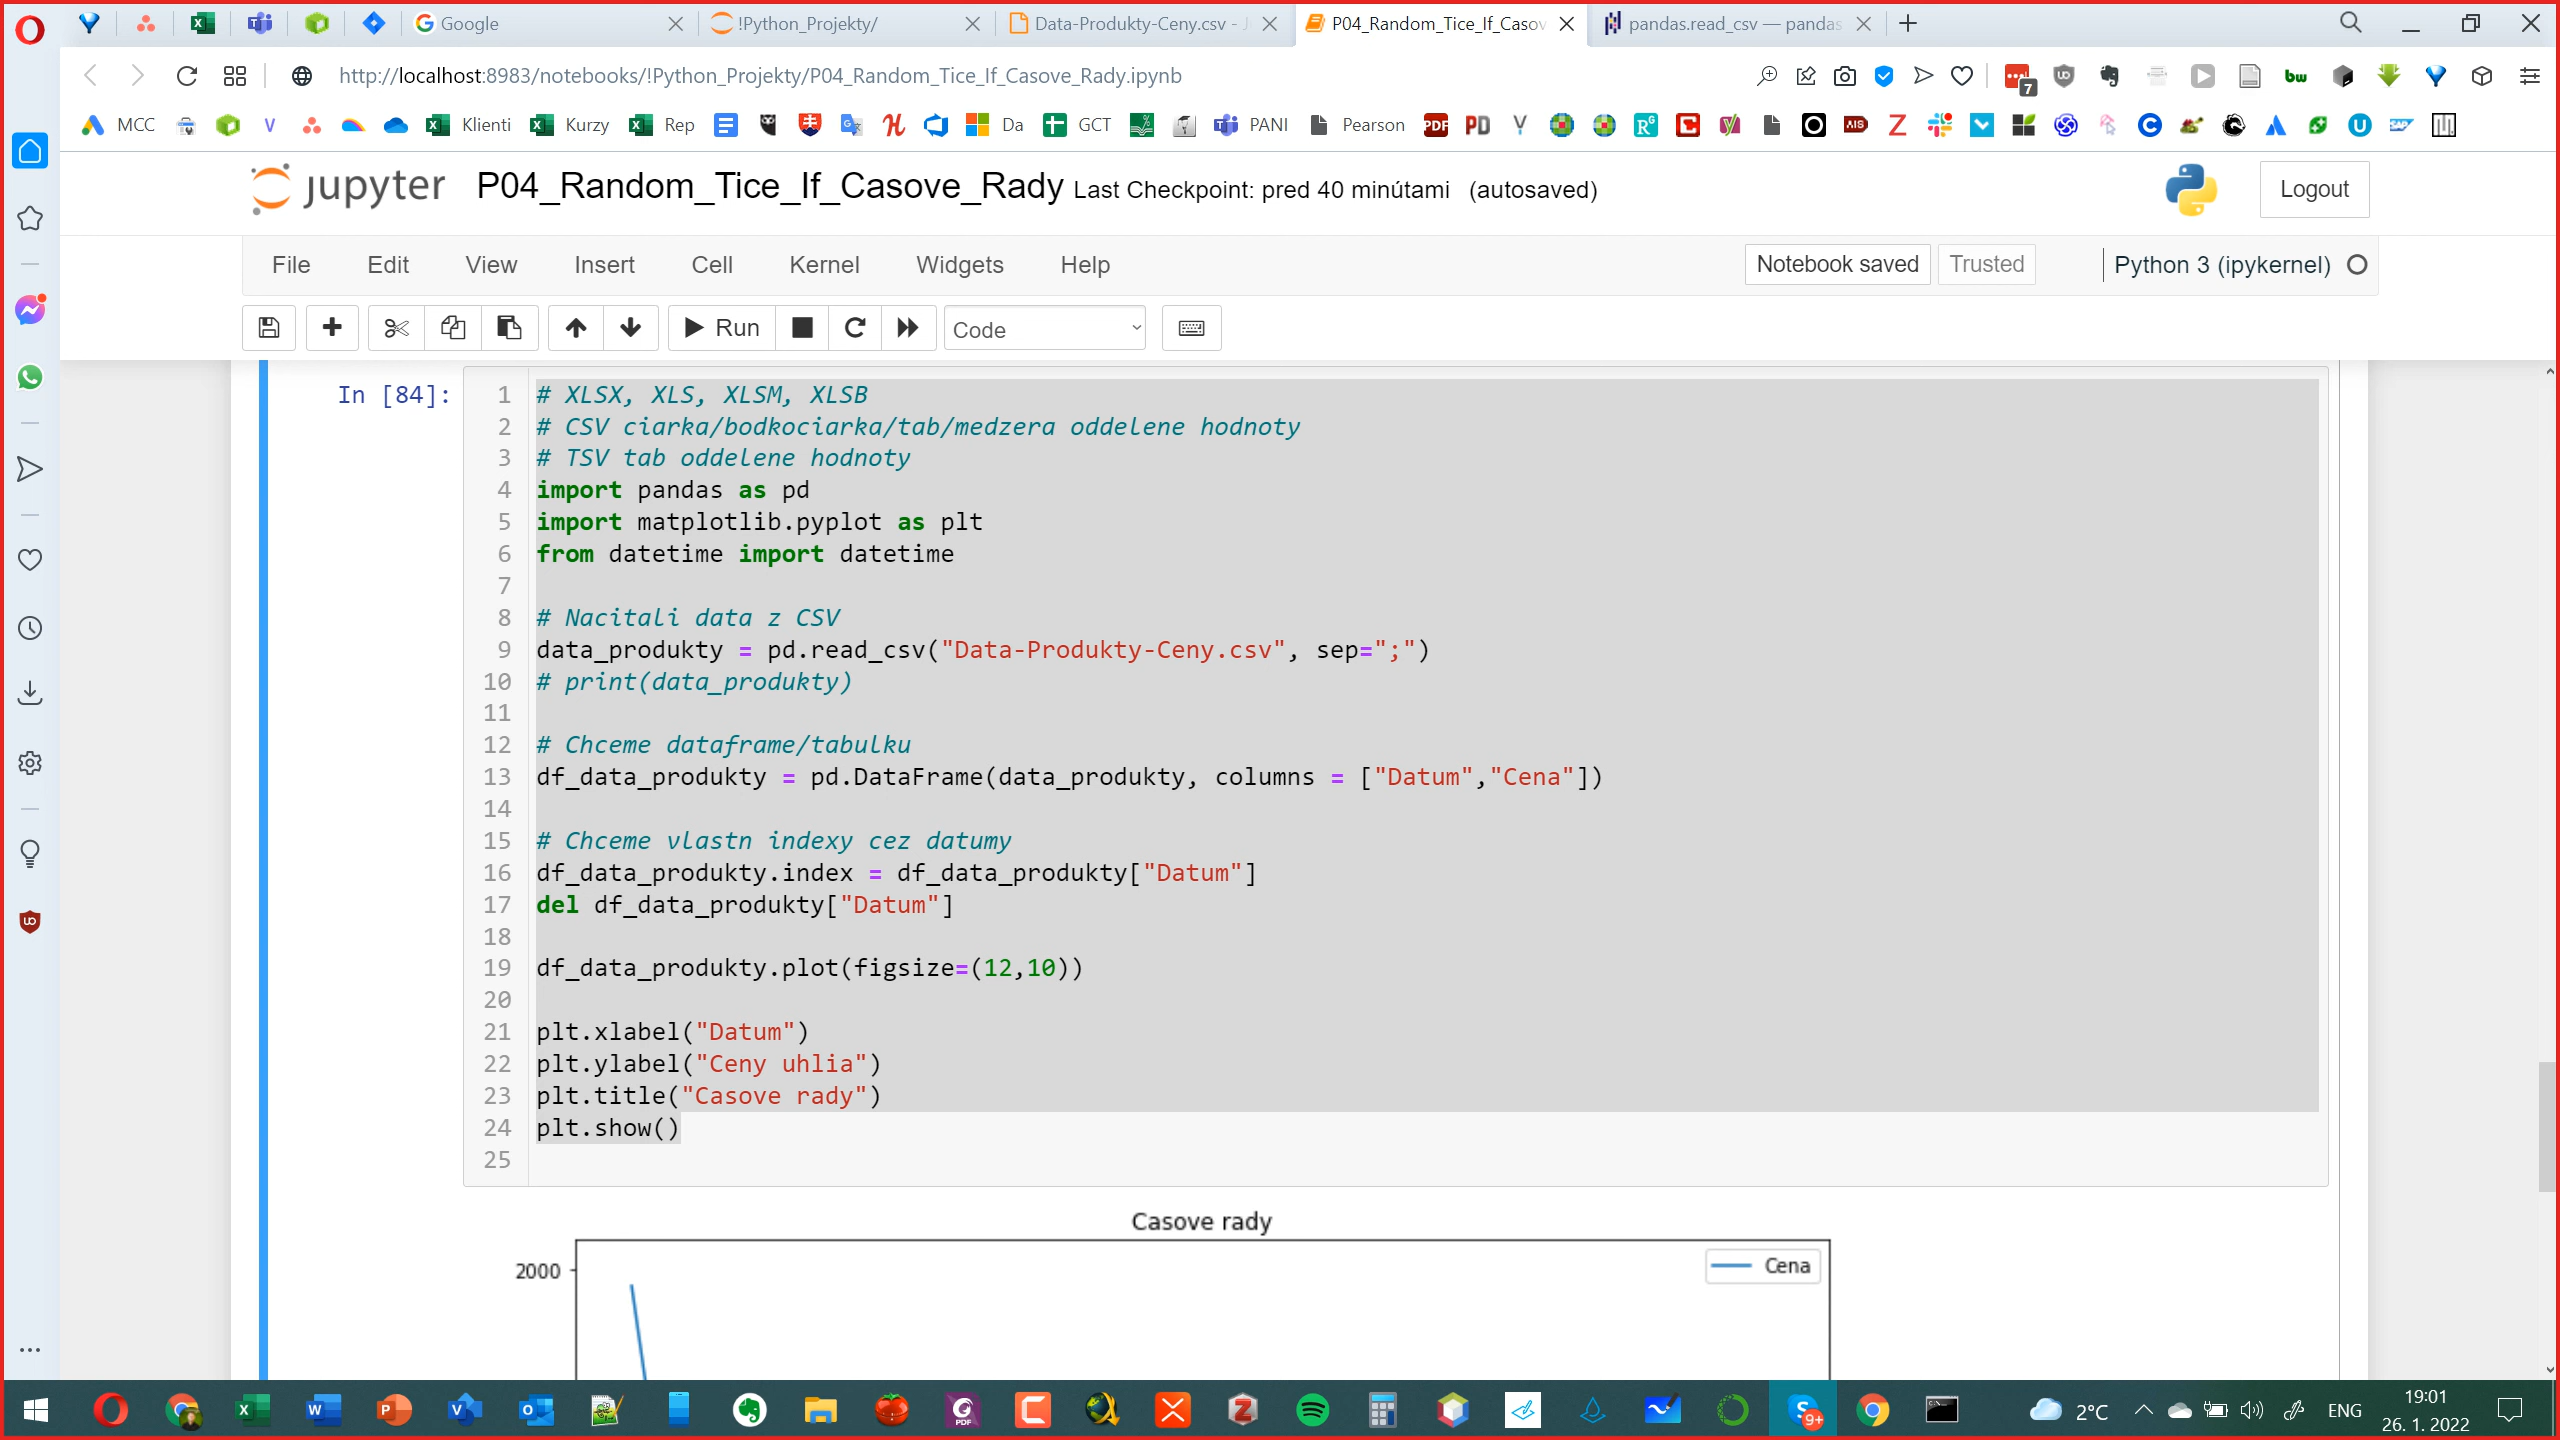 Google
!Python_Projekty/
Data-Produkty-Ceny.csv - J
P04_Random_Tice_If_Casov
pandas.read_csv — pandas
http://localhost:8983/notebooks/!Python_Projekty/P04_Random_Tice_If_Casove_Rady.ipynb
7
bw
MCC
V
Klienti
Kurzy
Rep
Da
GCT
PANI
Pearson
PDF
PD
Y
AIS
Z
jupyter P04_Random_Tice_If_Casove_Rady Last Checkpoint: pred 40 minútami (autosaved)
Logout
File Edit View Insert Cell Kernel Widgets Help
Notebook saved
Trusted
Python 3 (ipykernel)
Run
Code
In [84]:
1 # XLSX, XLS, XLSM, XLSB
2 # CSV ciarka/bodkociarka/tab/medzera oddelene hodnoty
3 # TSV tab oddelene hodnoty
4 import pandas as pd
5 import matplotlib.pyplot as plt
6 from datetime import datetime
7
8 # Nacitali data z CSV
9 data_produkty = pd.read_csv("Data-Produkty-Ceny.csv", sep=";")
10 # print(data_produkty)
11
12 # Chceme dataframe/tabulku
13 df_data_produkty = pd.DataFrame(data_produkty, columns = ["Datum","Cena"])
14
15 # Chceme vlastn indexy cez datumy
16 df_data_produkty.index = df_data_produkty["Datum"]
17 del df_data_produkty["Datum"]
18
19 df_data_produkty.plot(figsize=(12,10))
20
21 plt.xlabel("Datum")
22 plt.ylabel("Ceny uhlia")
23 plt.title("Casove rady")
24 plt.show()
25
Casove rady
2000
Cena
2°C
ENG
19:01
26. 1. 2022
9+